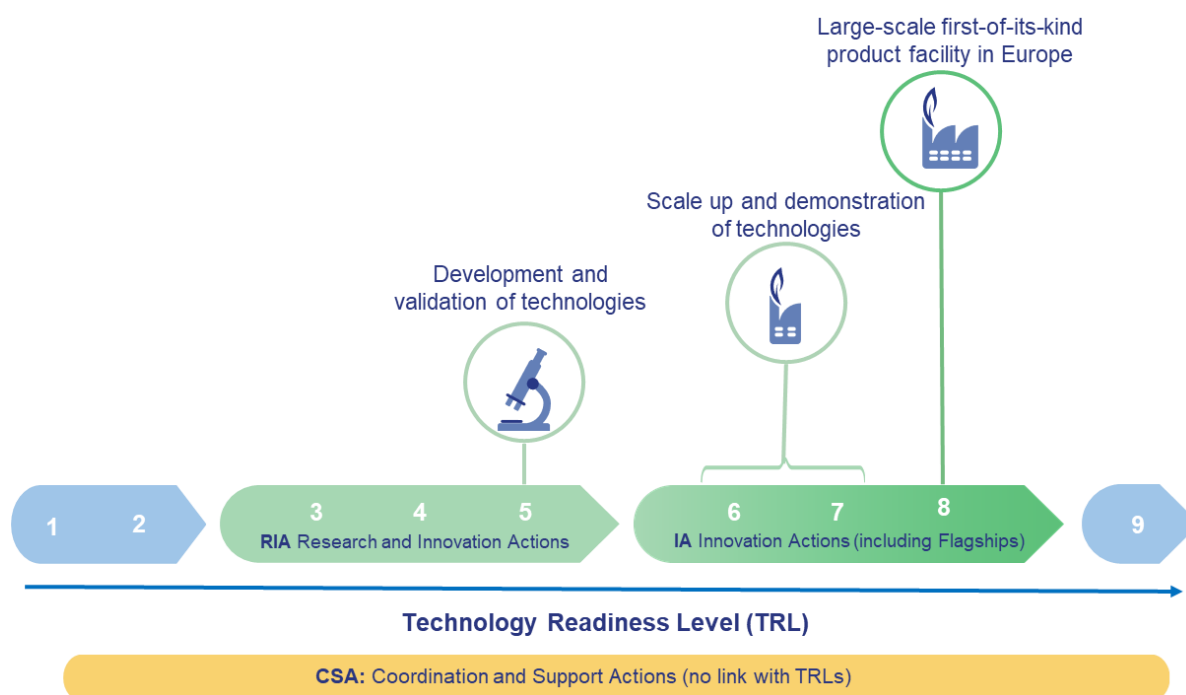 Large-scale first-of-its-kind
product facility in Europe
Scale up and demonstration
of technologies
Development and
validation of technologies
1
2
3
4
5
6
7
8
9
RIA Research and Innovation Actions
IA Innovation Actions (including Flagships)
Technology Readiness Level (TRL)
CSA: Coordination and Support Actions (no link with TRLs)